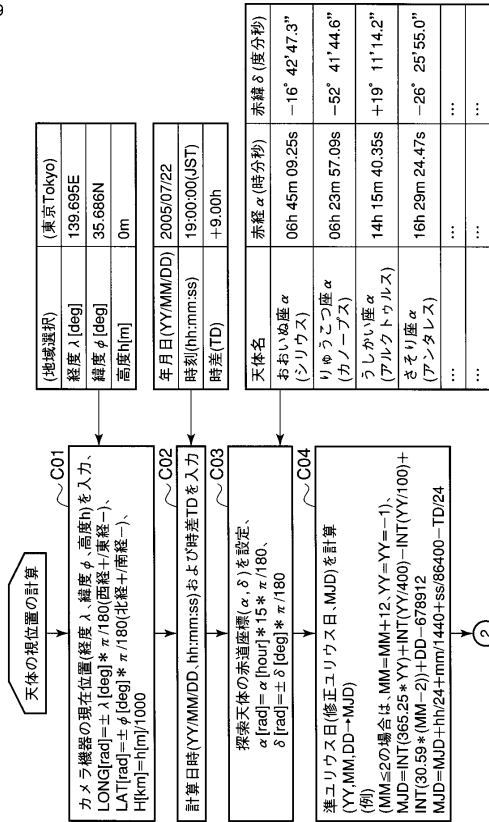 9
天体の視位置の計算
C01
カメラ機器の現在位置(経度λ、緯度φ、高度h)を入力、
LONG[rad]=±λ[deg]*π/180(西経+/東経−)、
LAT[rad]=±φ[deg]*π/180(北経+/南経−)、
H[km]=h[m]/1000
(地域選択) (東京Tokyo)
経度λ[deg] 139.695E
緯度φ[deg] 35.686N
高度h[m] 0m
C02
計算日時(YY/MM/DD、hh:mm:ss)および時差TDを入力
年月日(YY/MM/DD) 2005/07/22
時刻(hh:mm:ss) 19:00:00(JST)
時差(TD) +9.00h
C03
探索天体の赤道座標(α,δ)を設定、
α[rad]=α[hour]*15*π/180、
δ[rad]=±δ[deg]*π/180
天体名 赤経α(時分秒) 赤緯δ(度分秒)
おおいぬ座α
(シリウス) 06h 45m 09.25s −16° 42'47.3"
りゅうこつ座α
(カノープス) 06h 23m 57.09s −52° 41'44.6"
うしかい座α
(アルクトゥルス) 14h 15m 40.35s +19° 11'14.2"
さそり座α
(アンタレス) 16h 29m 24.47s −26° 25'55.0"
… … …
… … …
C04
準ユリウス日(修正ユリウス日、MJD)を計算
(YY,MM,DD→MJD)
(例)
(MM≦2の場合は、MM=MM+12、YY=YY=−1)、
MJD=INT(365.25*YY)+INT(YY/400)−INT(YY/100)+
INT(30.59*(MM−2))+DD−678912
MJD=MJD+hh/24+mm/1440+ss/86400−TD/24
2